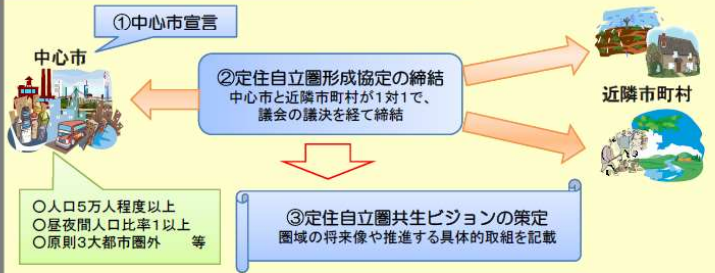 ①中心市宣言
中心市
②定住自立圏形成協定の締結
中心市と近隣市町村が1対1で、
議会の議決を経て締結
近隣市町村
○人口5万人程度以上
○昼夜間人口比率1以上
○原則3大都市圏外　等
③定住自立圏共生ビジョンの策定
圏域の将来像や推進する具体的取組を記載